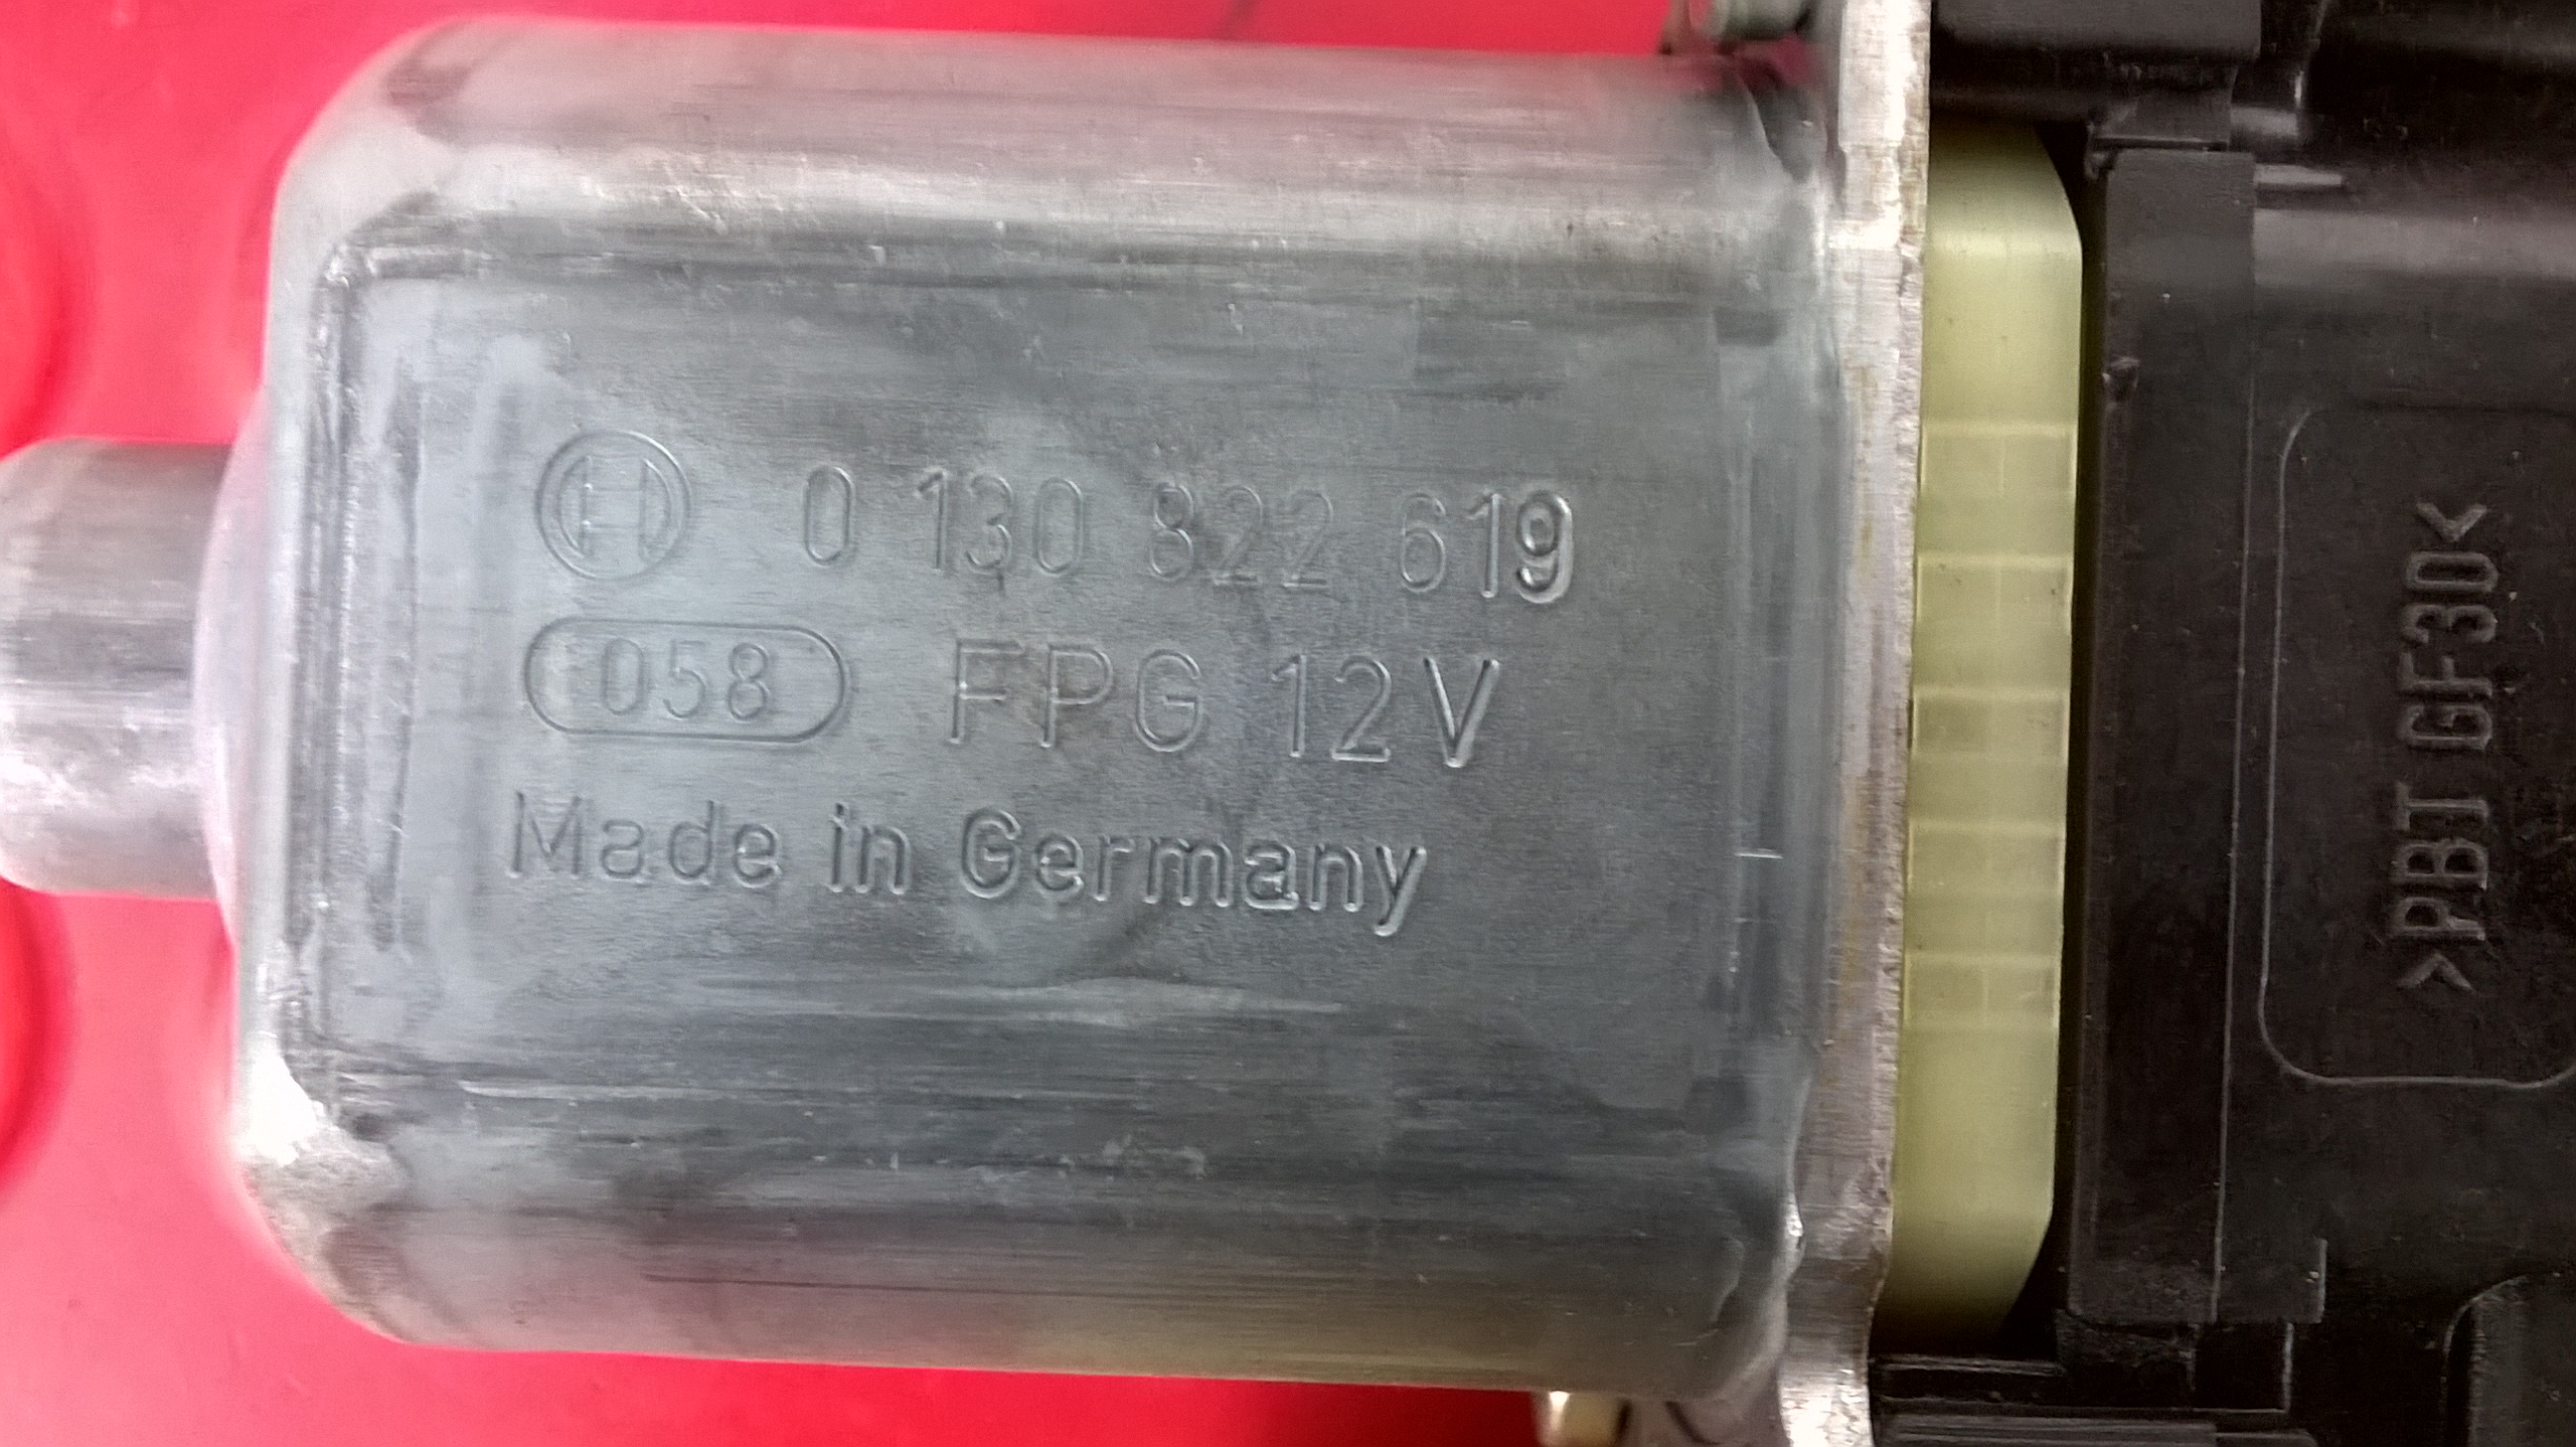 0 130 822 619
058 FPG 12V
Made in Germany
>PBT GF30<